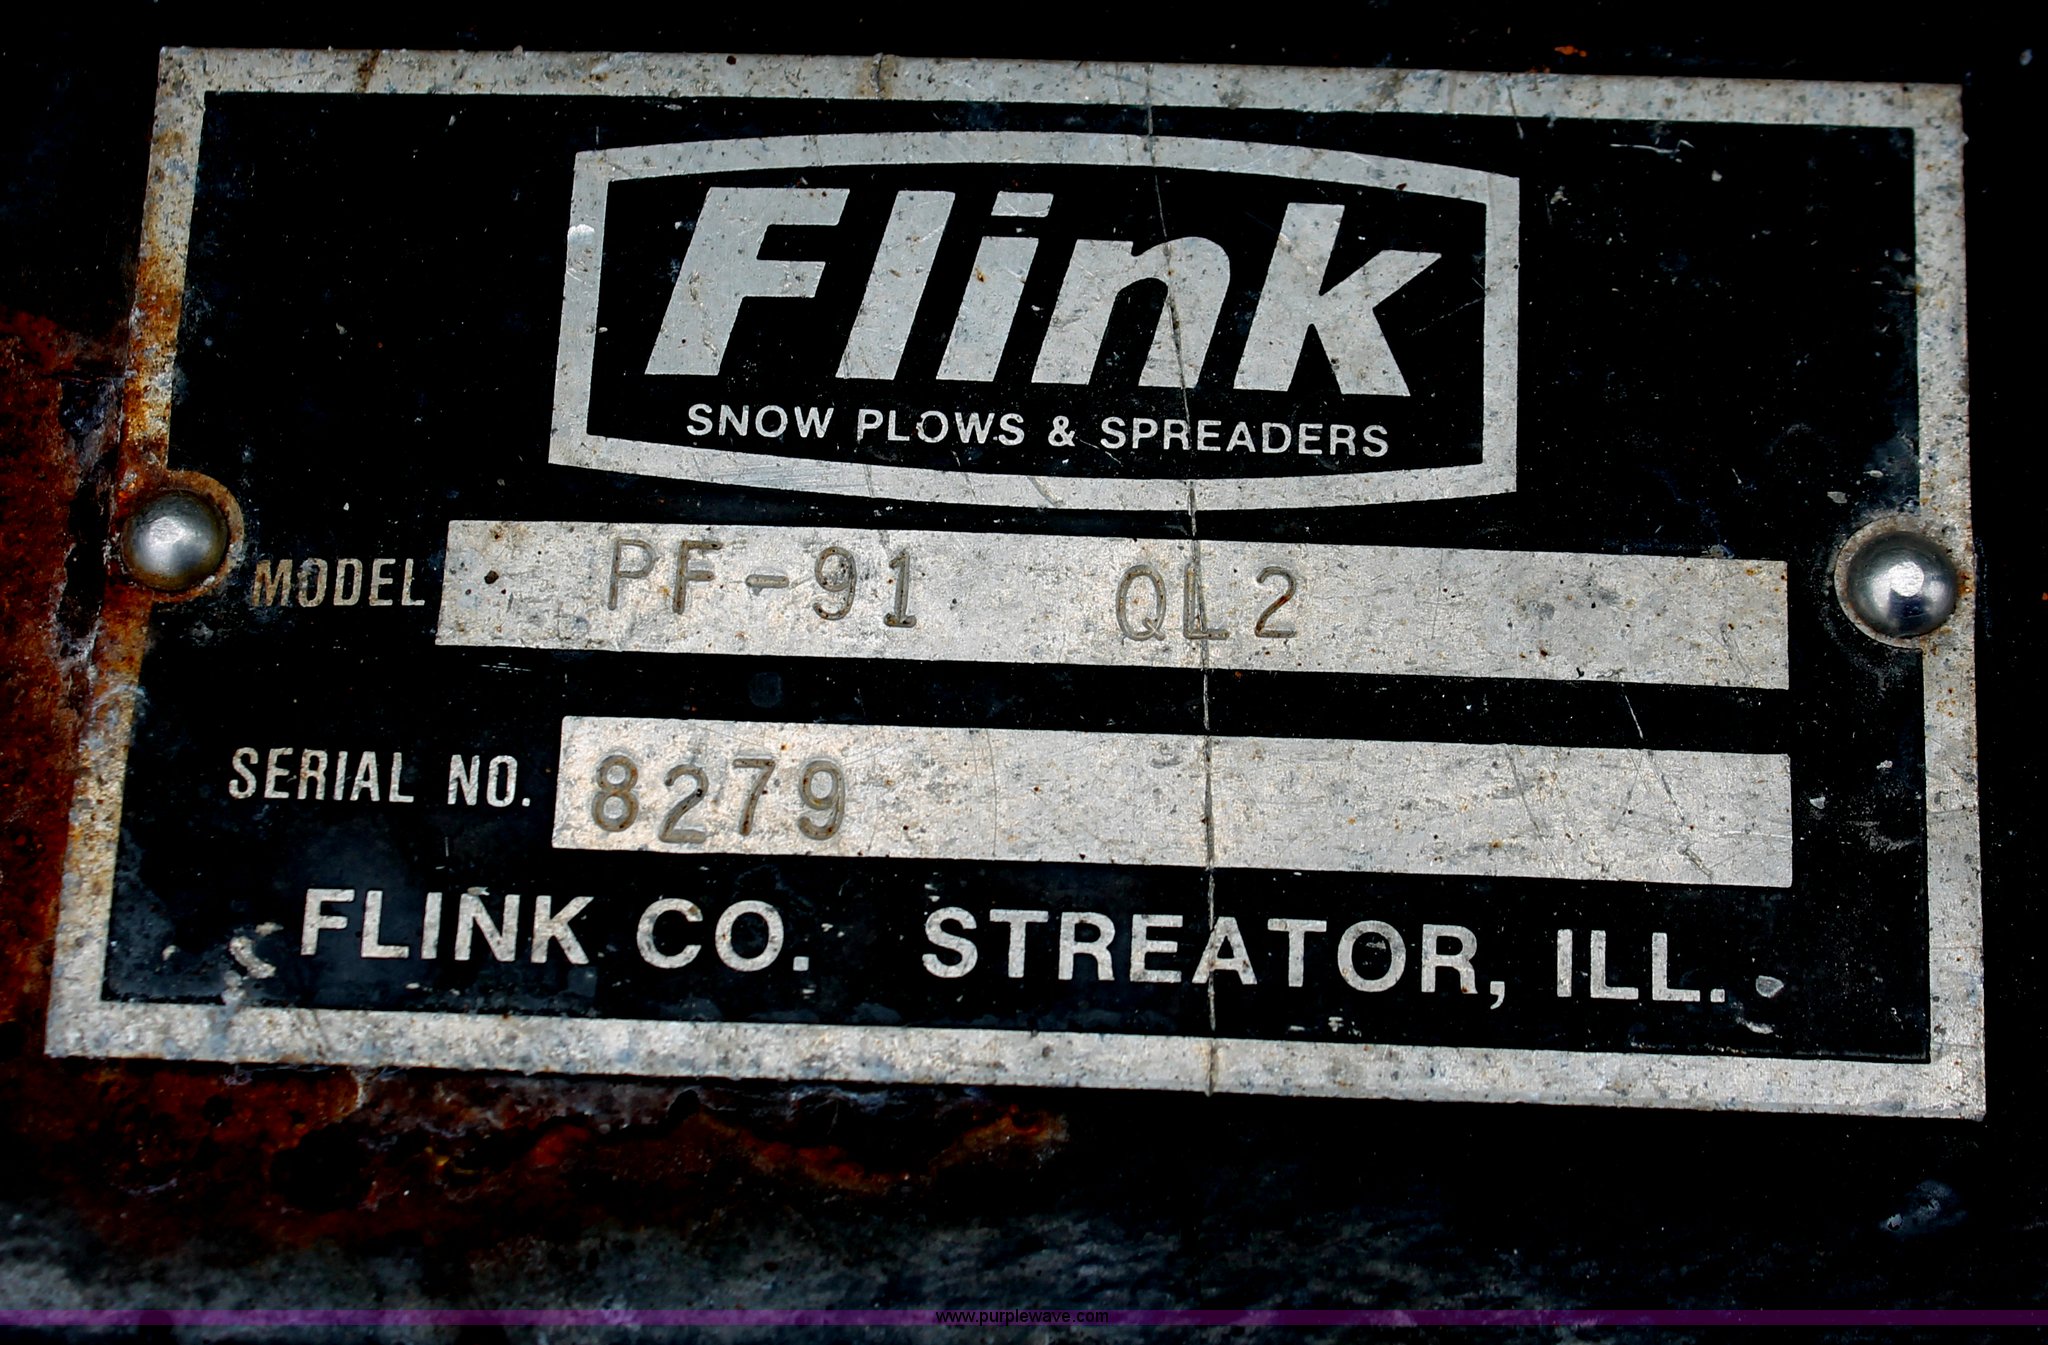 Flink
SNOW PLOWS & SPREADERS
MODEL PF-91 QL2
SERIAL NO. 8279
FLINK CO. STREATOR, ILL.
www.purplewave.com